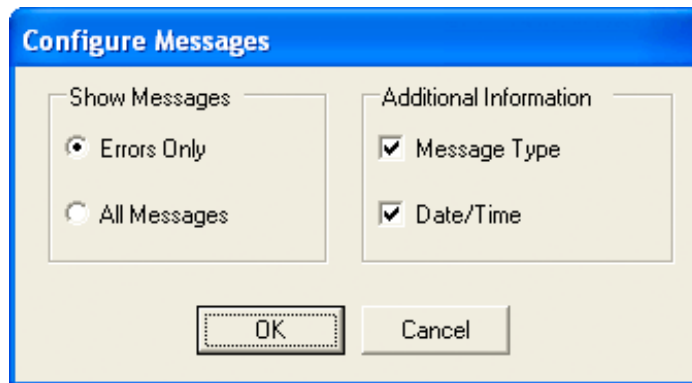 Configure Messages
Show Messages
Errors Only
All Messages
Additional Information
Message Type
Date/Time
OK
Cancel